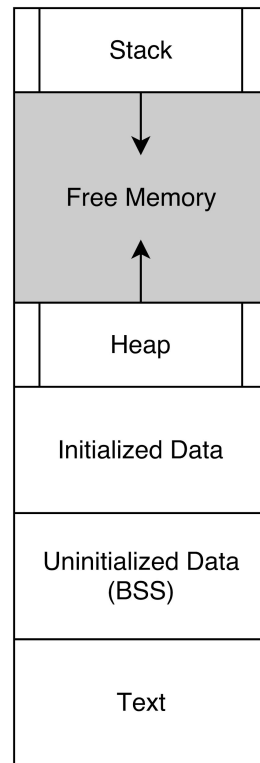 Stack
Free Memory
Heap
Initialized Data
Uninitialized Data
(BSS)
Text